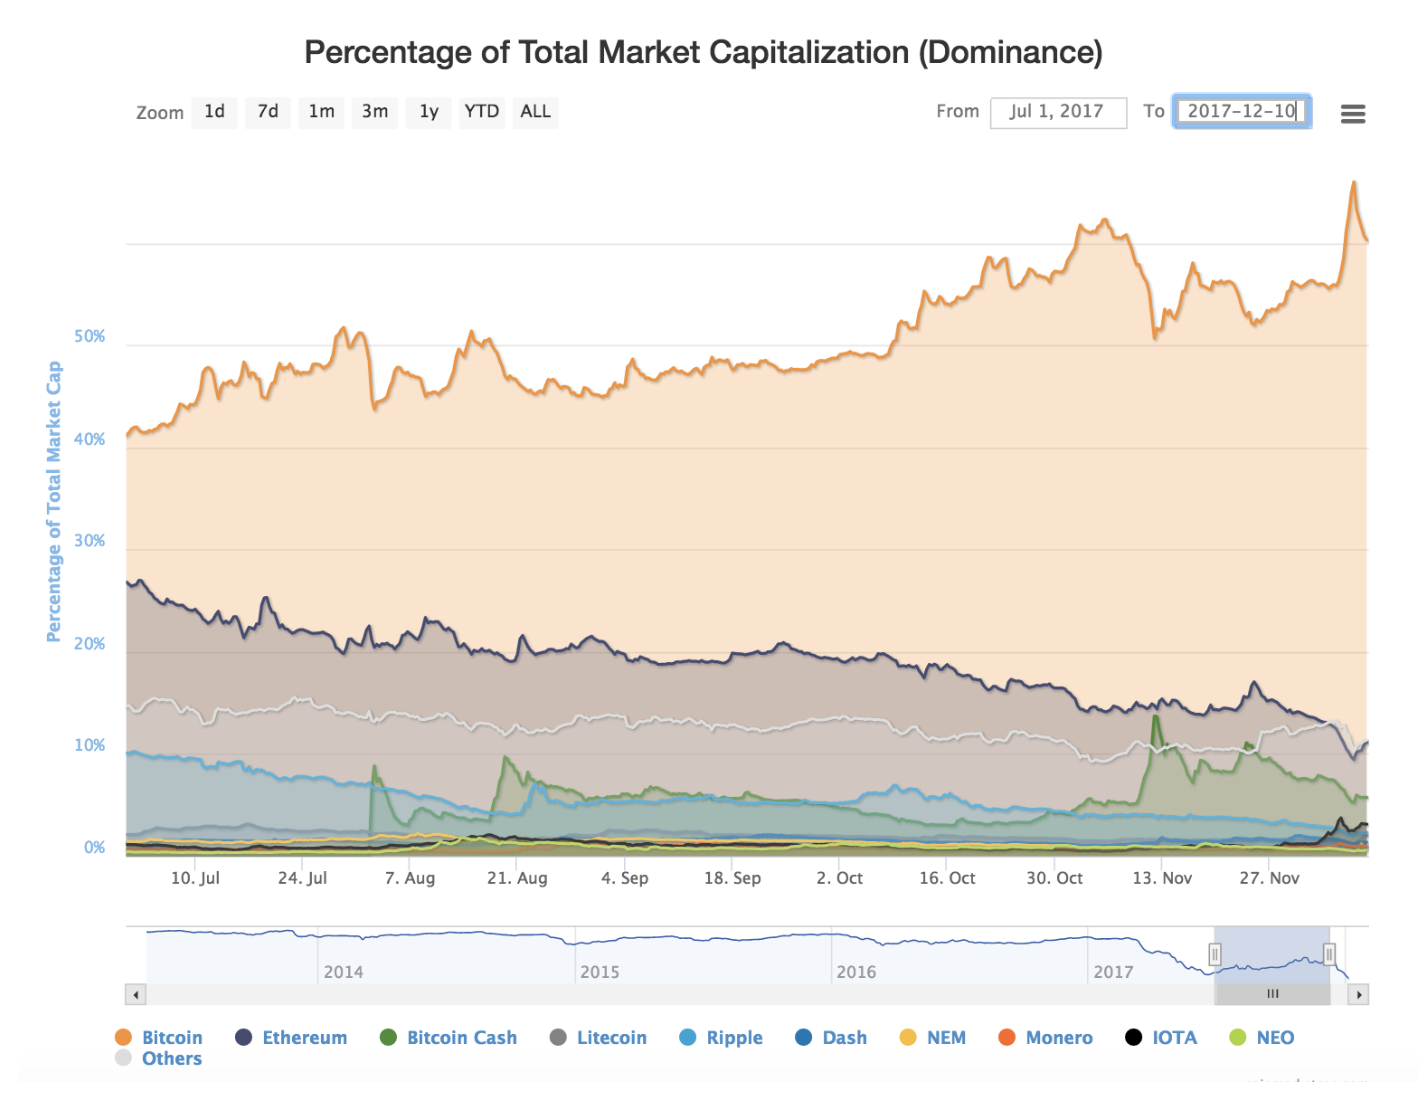 Percentage of Total Market Capitalization (Dominance)
Zoom 1d 7d 1m 3m 1y YTD ALL From Jul 1, 2017 To 2017-12-10
Percentage of Total Market Cap
50%
40%
30%
20%
10%
0%
10. Jul 24. Jul 7. Aug 21. Aug 4. Sep 18. Sep 2. Oct 16. Oct 30. Oct 13. Nov 27. Nov
2014 2015 2016 2017
Bitcoin Ethereum Bitcoin Cash Litecoin Ripple Dash NEM Monero IOTA NEO
Others